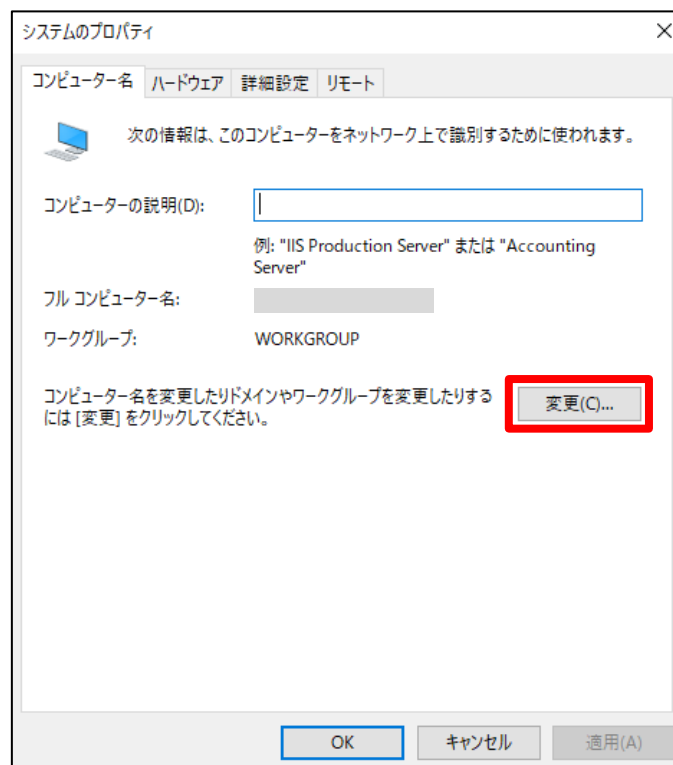 システムのプロパティ
コンピューター名 ハードウェア 詳細設定 リモート
次の情報は、このコンピューターをネットワーク上で識別するために使われます。
コンピューターの説明(D):
例: "IIS Production Server" または "Accounting
Server"
フル コンピューター名:
ワークグループ: WORKGROUP
コンピューター名を変更したりドメインやワークグループを変更したりする
には [変更] をクリックしてください。
変更(C)...
OK キャンセル 適用(A)